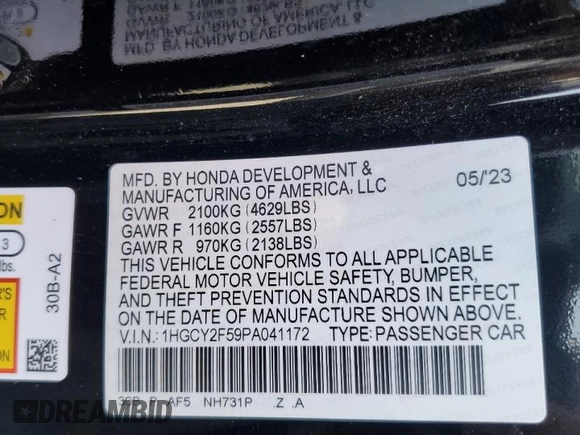 MFD. BY HONDA DEVELOPMENT &
MANUFACTURING OF AMERICA, LLC
05/'23
GVWR 2100KG (4629LBS)
GAWR F 1160KG (2557LBS)
GAWR R 970KG (2138LBS)
THIS VEHICLE CONFORMS TO ALL APPLICABLE
FEDERAL MOTOR VEHICLE SAFETY, BUMPER,
AND THEFT PREVENTION STANDARDS IN EFFECT
ON THE DATE OF MANUFACTURE SHOWN ABOVE.
V.I.N.: 1HGCY2F59PA041172 TYPE: PASSENGER CAR
AF5 NH731P .Z .A
30B-A2
DREAMBID